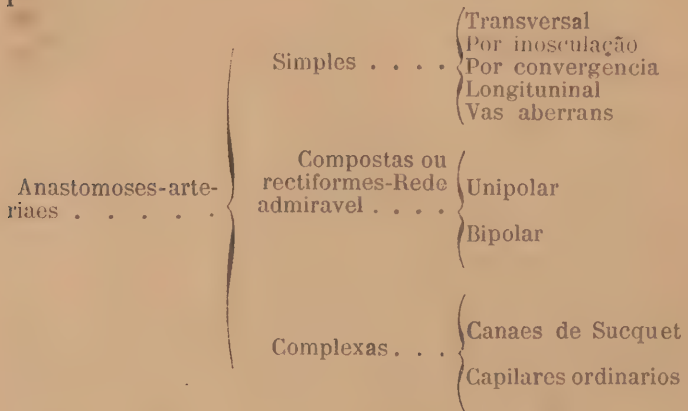 Simples . . . .
Transversal
Por inosculação
Por convergencia
Longituninal
Vas aberrans
Anastomoses-arte-
riaes . . . . .
Compostas ou
rectiformes-Rede
admiravel . . . .
Unipolar
Bipolar
Complexas . . .
Canaes de Sucquet
Capilares ordinarios